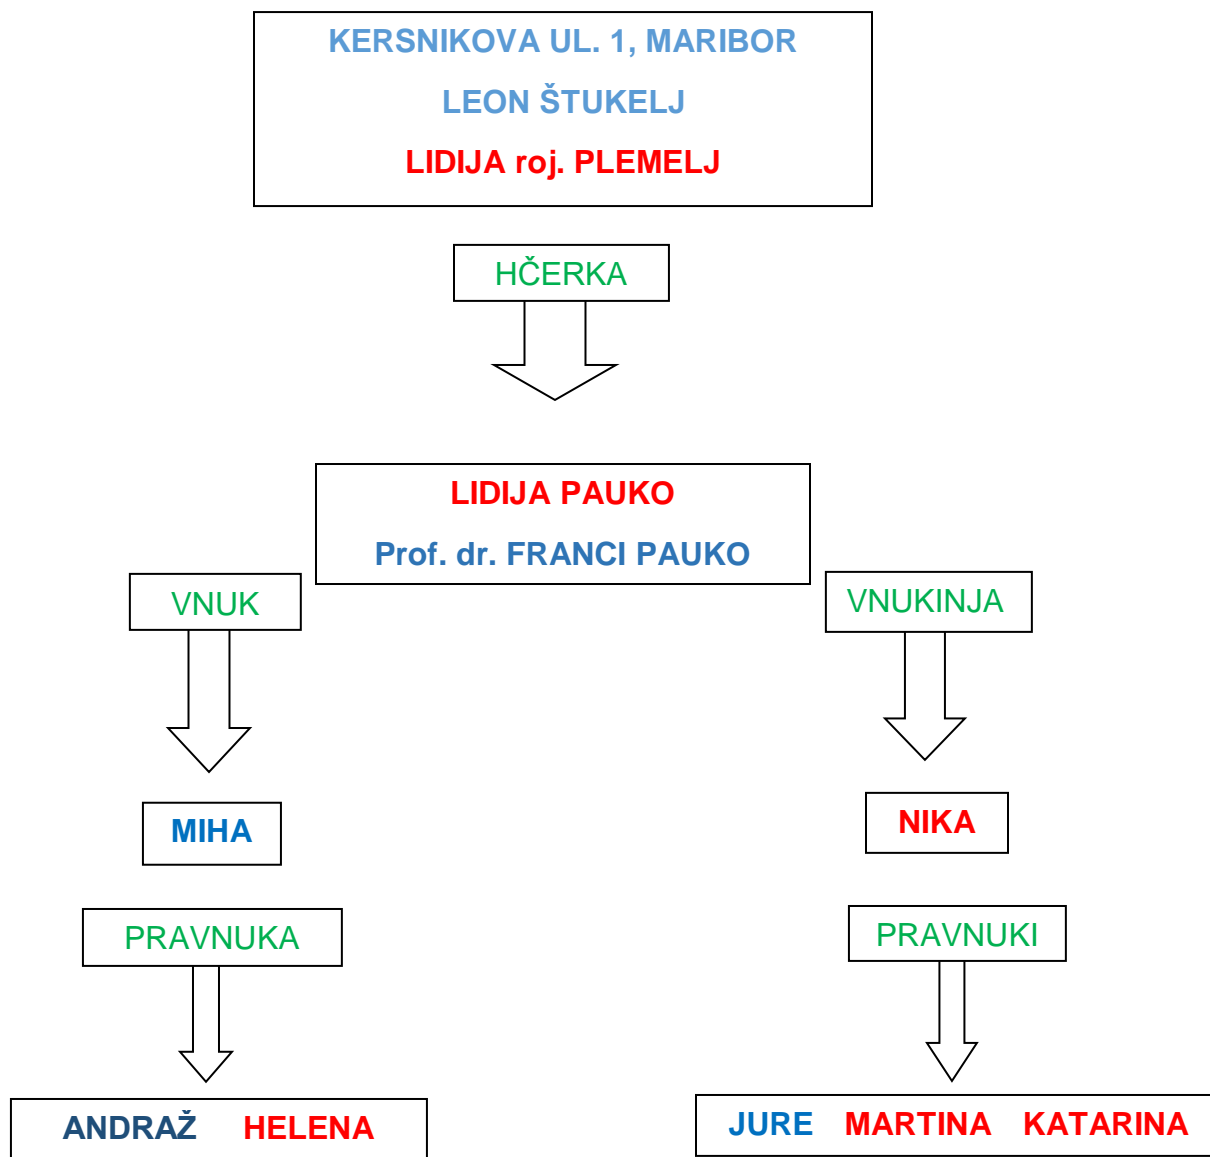 KERSNIKOVA UL. 1, MARIBOR
LEON ŠTUKELJ
LIDIJA roj. PLEMELJ
HČERKA
LIDIJA PAUKO
Prof. dr. FRANCI PAUKO
VNUK
VNUKINJA
MIHA
NIKA
PRAVNUKA
PRAVNUKI
ANDRAŽ HELENA
JURE MARTINA KATARINA